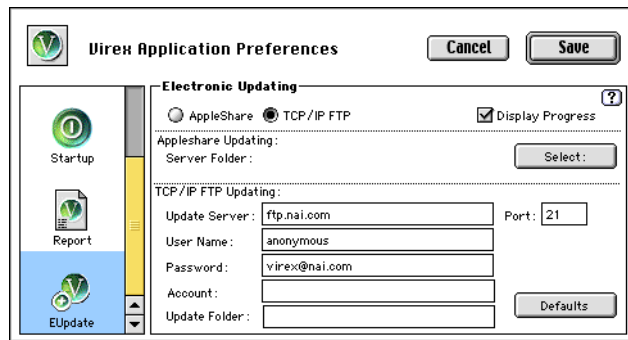 Virex Application Preferences
Cancel
Save
Startup
Report
EUpdate
Electronic Updating
?
AppleShare
TCP/IP FTP
Display Progress
Appleshare Updating:
Server Folder:
Select:
TCP/IP FTP Updating:
Update Server: ftp.nai.com
Port: 21
User Name: anonymous
Password: virex@nai.com
Account:
Update Folder:
Defaults